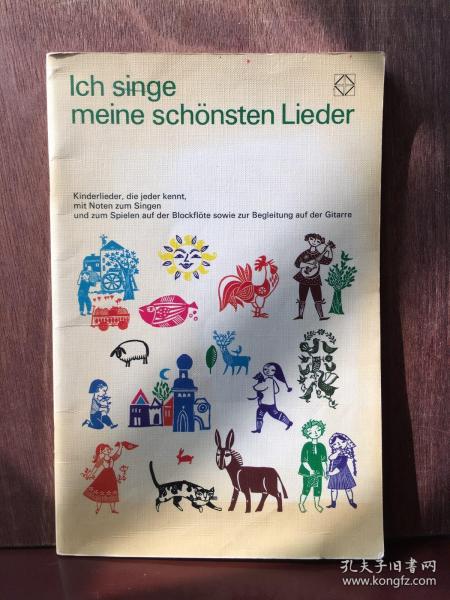 Ich singe
meine schönsten Lieder
Kinderlieder, die jeder kennt,
mit Noten zum Singen
und zum Spielen auf der Blockflöte sowie zur Begleitung auf der Gitarre
孔夫子旧书网
www.kongfz.com